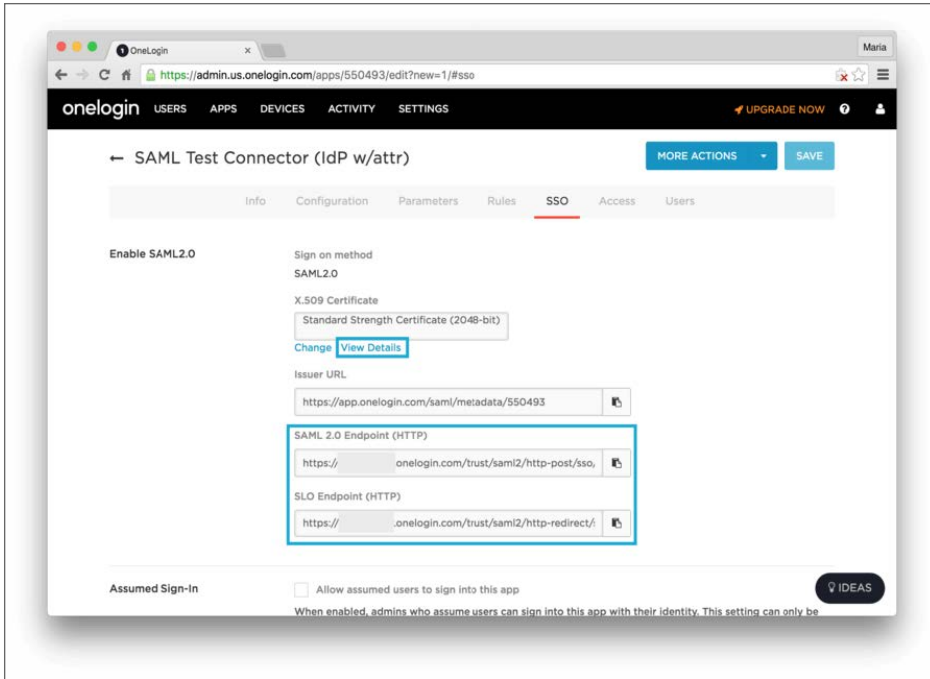 OneLogin
Maria
https://admin.us.onelogin.com/apps/550493/edit?new=1/#sso
onelogin USERS APPS DEVICES ACTIVITY SETTINGS UPGRADE NOW
← SAML Test Connector (IdP w/attr)
MORE ACTIONS SAVE
Info Configuration Parameters Rules SSO Access Users
Enable SAML2.0
Sign on method
SAML2.0
X.509 Certificate
Standard Strength Certificate (2048-bit)
Change View Details
Issuer URL
https://app.onelogin.com/saml/metadata/550493
SAML 2.0 Endpoint (HTTP)
https:// onelogin.com/trust/saml2/http-post/sso,
SLO Endpoint (HTTP)
https:// .onelogin.com/trust/saml2/http-redirect/
Assumed Sign-In
Allow assumed users to sign into this app
IDEAS
When enabled, admins who assume users can sign into this app with their identity. This setting can only be